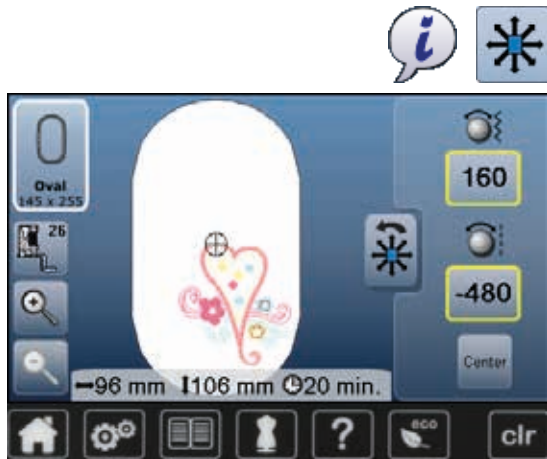 i
Oval
145 x 255
26
160
-480
Center
96 mm 106 mm 20 min.
?
eco
clr